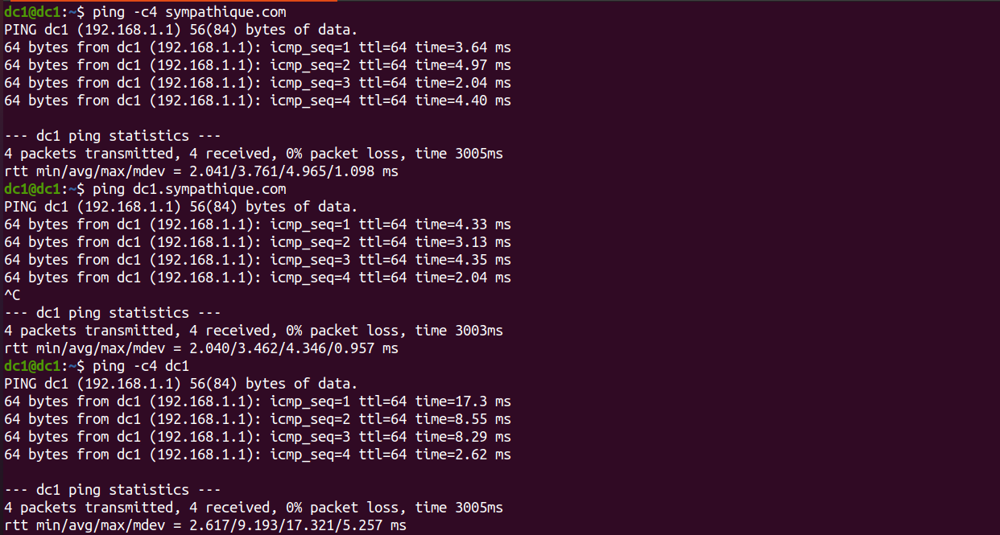 dc1@dc1:~$ ping -c4 sympathique.com
PING dc1 (192.168.1.1) 56(84) bytes of data.
64 bytes from dc1 (192.168.1.1): icmp_seq=1 ttl=64 time=3.64 ms
64 bytes from dc1 (192.168.1.1): icmp_seq=2 ttl=64 time=4.97 ms
64 bytes from dc1 (192.168.1.1): icmp_seq=3 ttl=64 time=2.04 ms
64 bytes from dc1 (192.168.1.1): icmp_seq=4 ttl=64 time=4.40 ms

--- dc1 ping statistics ---
4 packets transmitted, 4 received, 0% packet loss, time 3005ms
rtt min/avg/max/mdev = 2.041/3.761/4.965/1.098 ms
dc1@dc1:~$ ping dc1.sympathique.com
PING dc1 (192.168.1.1) 56(84) bytes of data.
64 bytes from dc1 (192.168.1.1): icmp_seq=1 ttl=64 time=4.33 ms
64 bytes from dc1 (192.168.1.1): icmp_seq=2 ttl=64 time=3.13 ms
64 bytes from dc1 (192.168.1.1): icmp_seq=3 ttl=64 time=4.35 ms
64 bytes from dc1 (192.168.1.1): icmp_seq=4 ttl=64 time=2.04 ms
^C
--- dc1 ping statistics ---
4 packets transmitted, 4 received, 0% packet loss, time 3003ms
rtt min/avg/max/mdev = 2.040/3.462/4.346/0.957 ms
dc1@dc1:~$ ping -c4 dc1
PING dc1 (192.168.1.1) 56(84) bytes of data.
64 bytes from dc1 (192.168.1.1): icmp_seq=1 ttl=64 time=17.3 ms
64 bytes from dc1 (192.168.1.1): icmp_seq=2 ttl=64 time=8.55 ms
64 bytes from dc1 (192.168.1.1): icmp_seq=3 ttl=64 time=8.29 ms
64 bytes from dc1 (192.168.1.1): icmp_seq=4 ttl=64 time=2.62 ms

--- dc1 ping statistics ---
4 packets transmitted, 4 received, 0% packet loss, time 3005ms
rtt min/avg/max/mdev = 2.617/9.193/17.321/5.257 ms